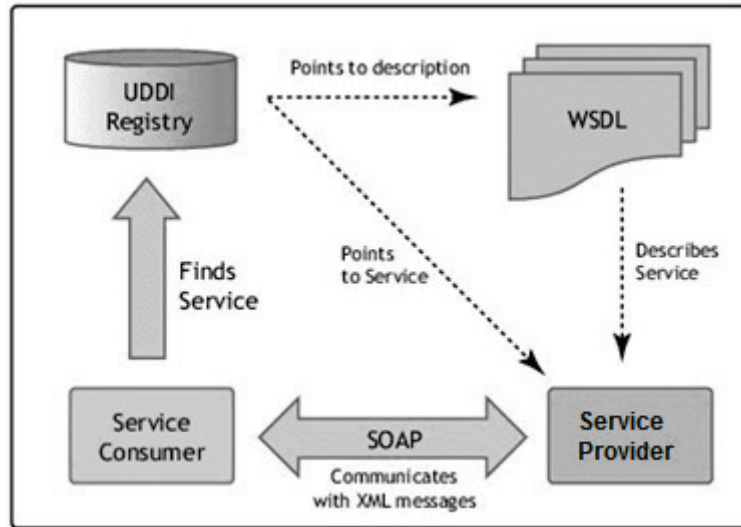 UDDI
Registry
Points to description
WSDL
Finds
Service
Points
to Service
Describes
Service
Service
Consumer
SOAP
Communicates
with XML messages
Service
Provider